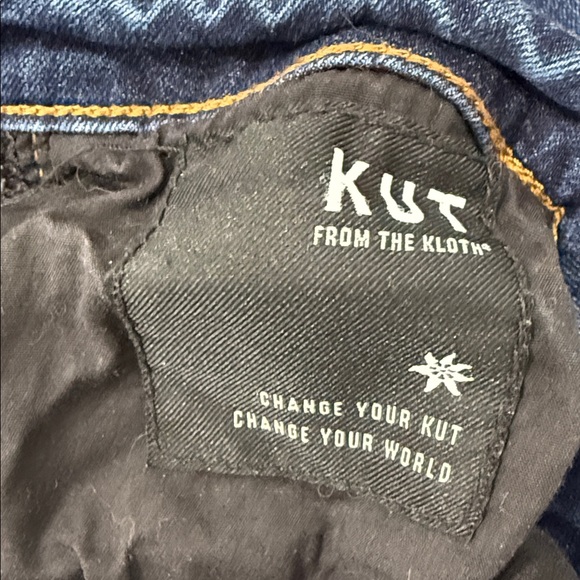 KUT
FROM THE KLOTH®
CHANGE YOUR KUT
CHANGE YOUR WORLD